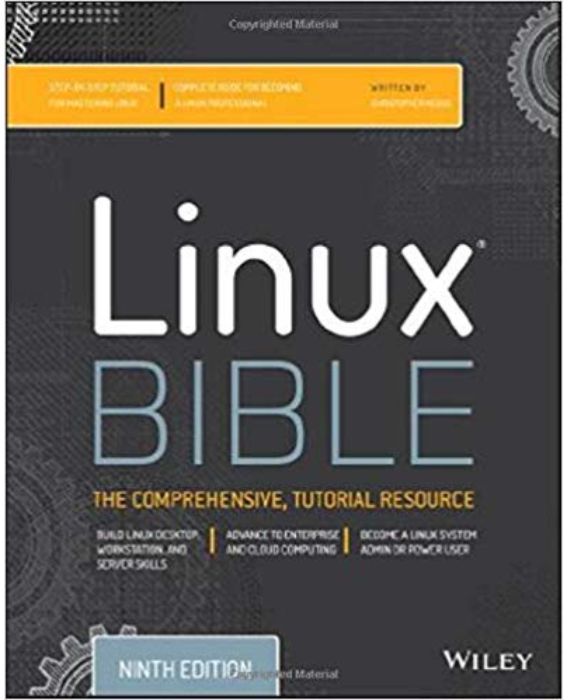 Copyrighted Material
STEP-BY-STEP TUTORIAL
FOR MASTERING LINUX
COMPLETE GUIDE FOR BECOMING
A LINUX PROFESSIONAL
WRITTEN BY
CHRISTOPHER NEGUS
Linux®
BIBLE
THE COMPREHENSIVE, TUTORIAL RESOURCE
BUILD LINUX DESKTOP,
WORKSTATION, AND
SERVER SKILLS
ADVANCE TO ENTERPRISE
AND CLOUD COMPUTING
BECOME A LINUX SYSTEM
ADMIN OR POWER USER
NINTH EDITION
Copyrighted Material
WILEY